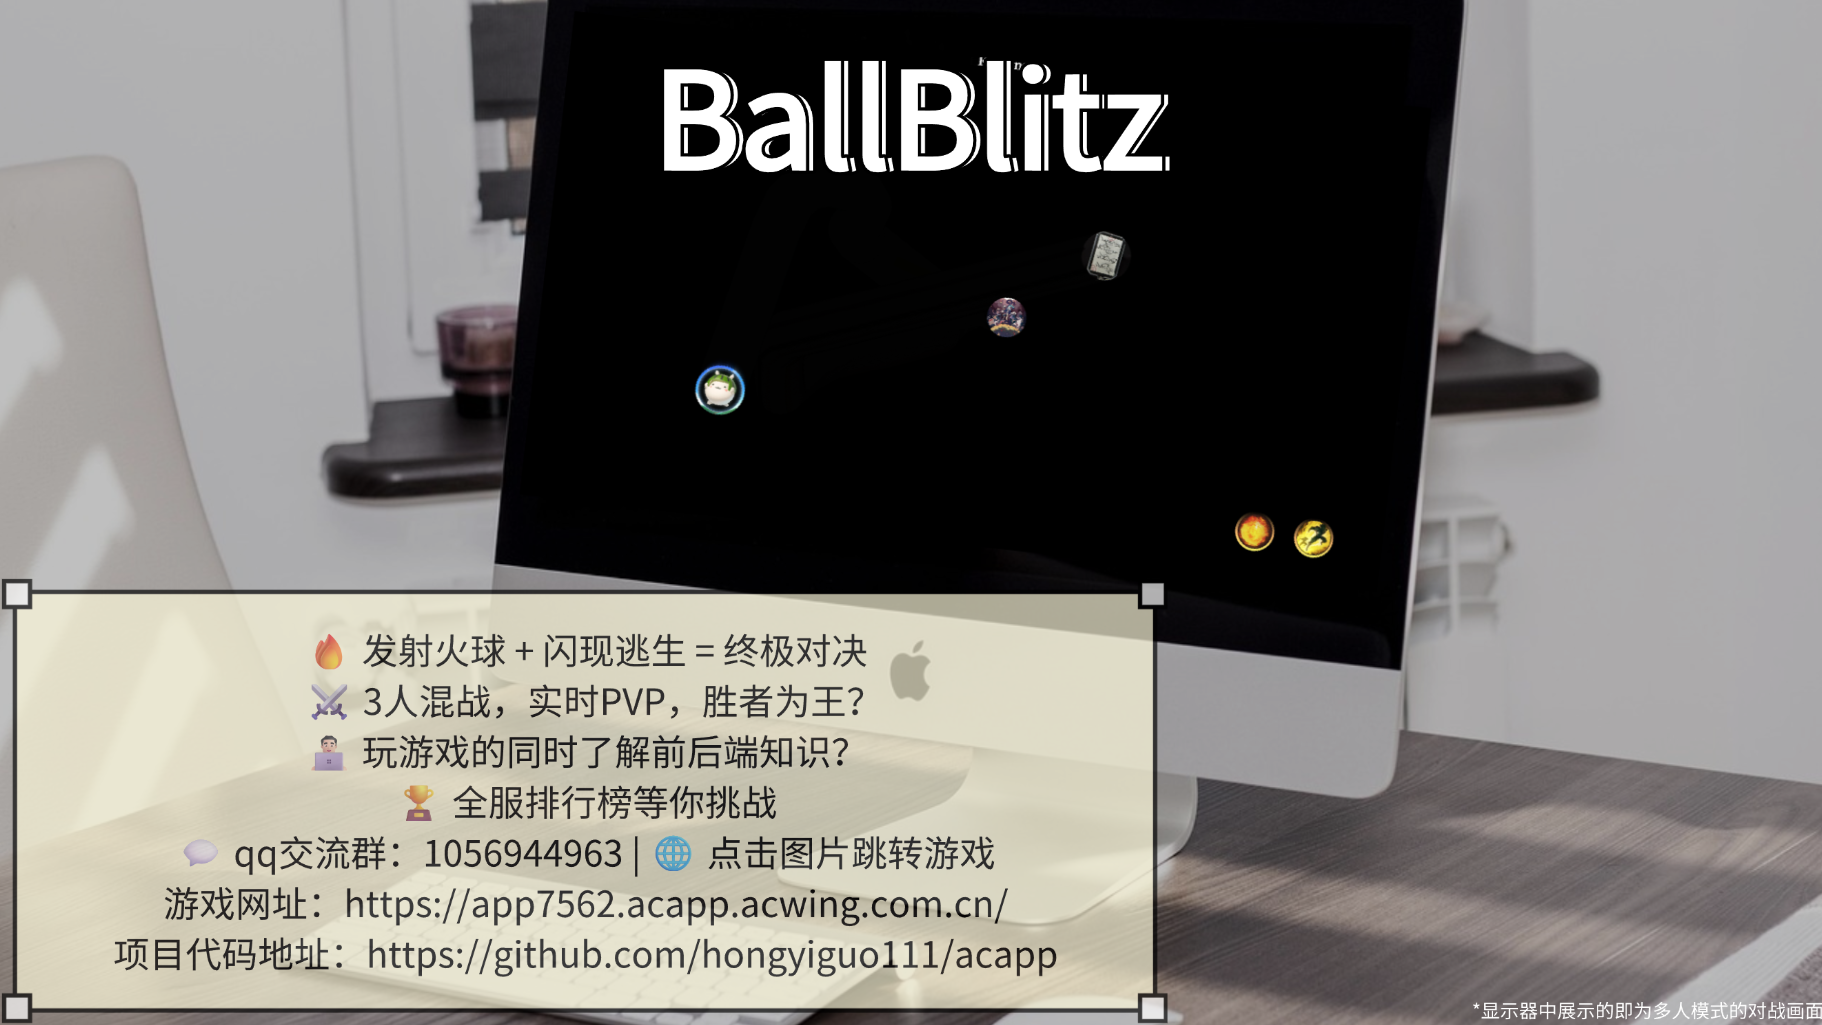 BallBlitz
🔥 发射火球 + 闪现逃生 = 终极对决
⚔️ 3人混战，实时PVP，胜者为王？
👨🏻‍💻 玩游戏的同时了解前后端知识？
🏆 全服排行榜等你挑战
💬 qq交流群：1056944963 | 🌐 点击图片跳转游戏
游戏网址：https://app7562.acapp.acwing.com.cn/
项目代码地址：https://github.com/hongyiguo111/acapp
*显示器中展示的即为多人模式的对战画面